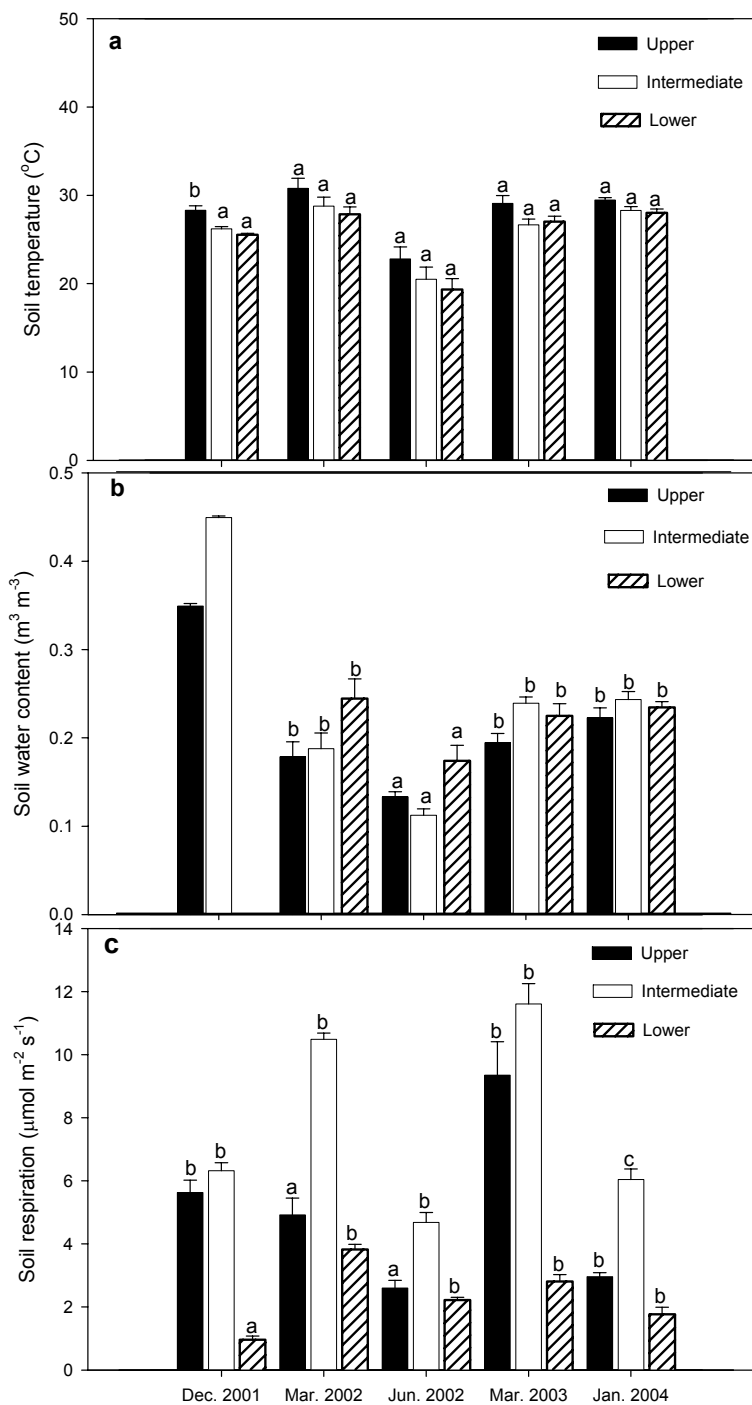 a
Upper
Intermediate
Lower
Soil temperature (°C)
50
40
30
20
10
0
b a a
a a a
a a a
a a a
a a a
b
Upper
Intermediate
Lower
Soil water content (m³ m⁻³)
0.5
0.4
0.3
0.2
0.1
0.0
b b b
a a a
b b b
b b b
c
Upper
Intermediate
Lower
Soil respiration (μmol m⁻² s⁻¹)
14
12
10
8
6
4
2
0
b b a
a b b
a b b
b b b
b c b
Dec. 2001 Mar. 2002 Jun. 2002 Mar. 2003 Jan. 2004